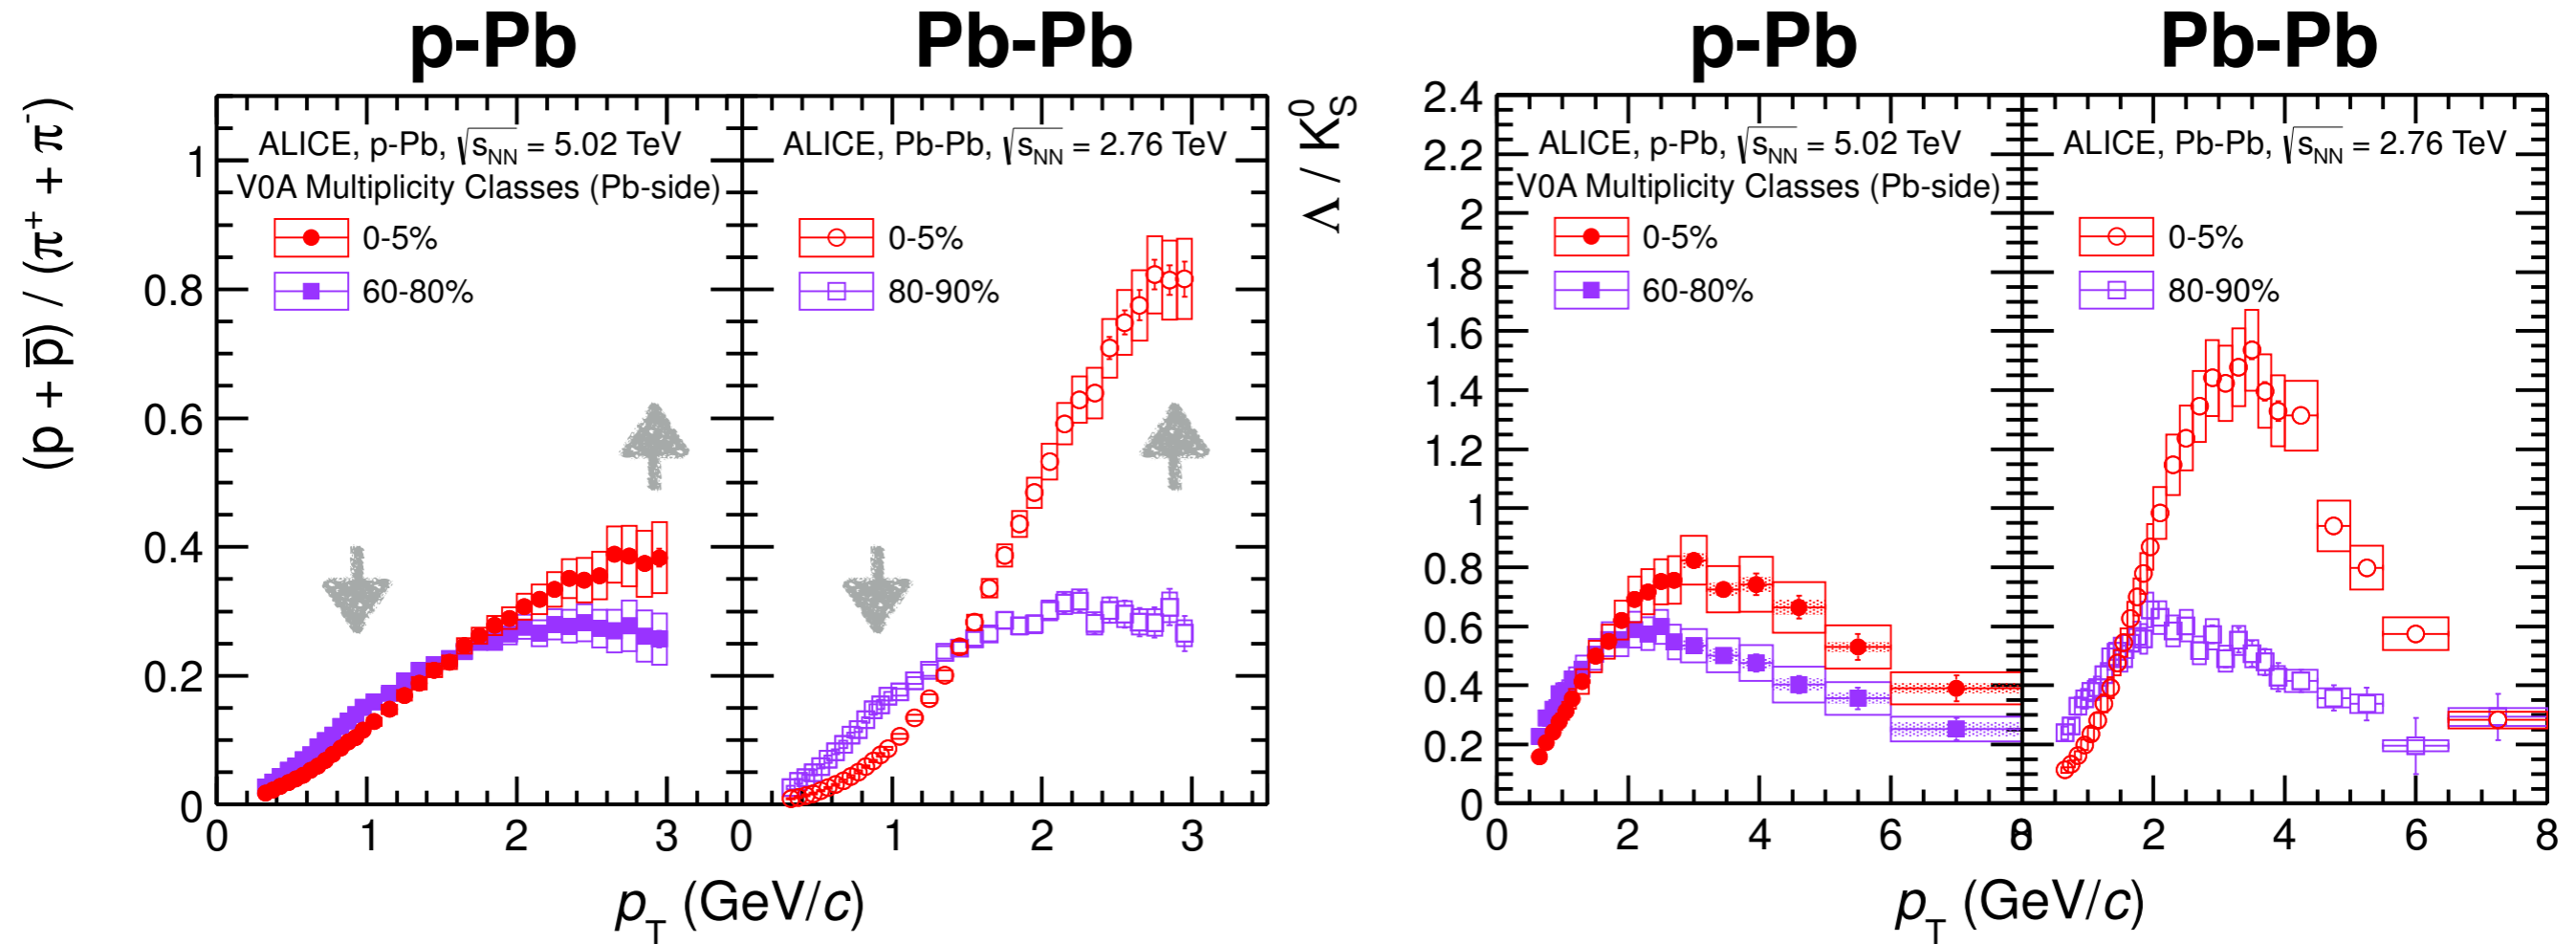 p-Pb
Pb-Pb
p-Pb
Pb-Pb
(p + p̅) / (π⁺ + π⁻)
1
0.8
0.6
0.4
0.2
0
ALICE, p-Pb, √sNN = 5.02 TeV
V0A Multiplicity Classes (Pb-side)
0-5%
60-80%
ALICE, Pb-Pb, √sNN = 2.76 TeV
0-5%
80-90%
0 1 2 3
0 1 2 3
pT (GeV/c)
Λ / K⁰S
2.4
2.2
2
1.8
1.6
1.4
1.2
1
0.8
0.6
0.4
0.2
0
ALICE, p-Pb, √sNN = 5.02 TeV
V0A Multiplicity Classes (Pb-side)
0-5%
60-80%
ALICE, Pb-Pb, √sNN = 2.76 TeV
0-5%
80-90%
0 2 4 6 8
0 2 4 6 8
pT (GeV/c)